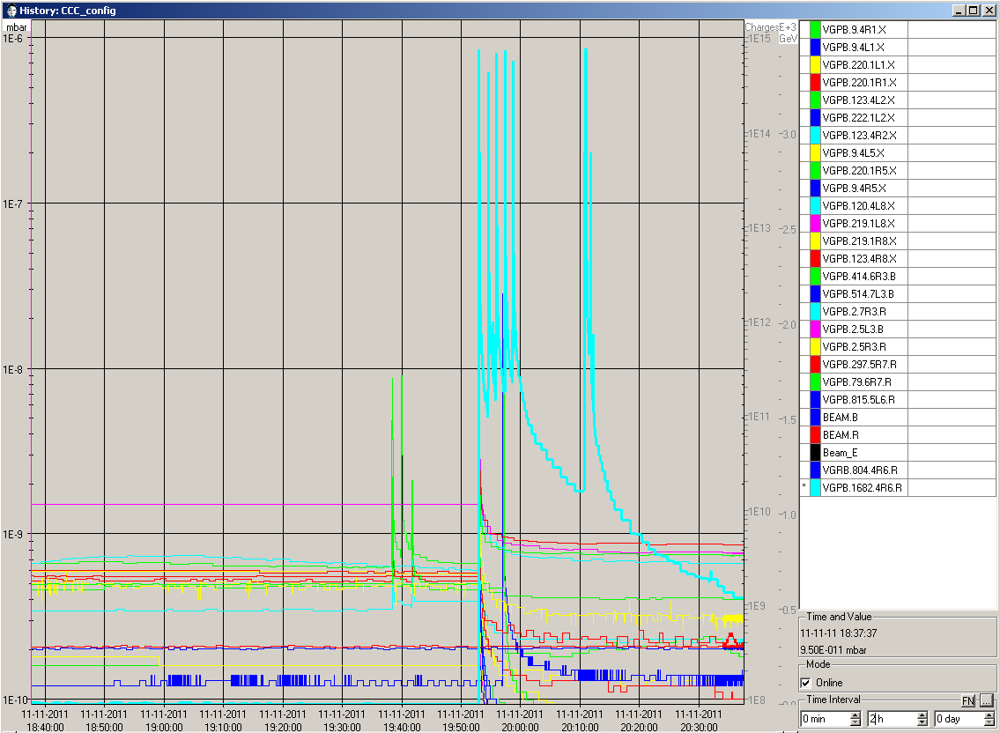 History: CCC_config
mbar
1E-6
1E-7
1E-8
1E-9
1E-10
Charges E+3
GeV
1E15
1E14 3.0
1E13 2.5
1E12 2.0
1E11 1.5
1E10 1.0
1E9 0.5
1E8
11-11-2011 11-11-2011 11-11-2011 11-11-2011 11-11-2011 11-11-2011 11-11-2011 11-11-2011 11-11-2011 11-11-2011 11-11-2011 11-11-2011
18:40:00 18:50:00 19:00:00 19:10:00 19:20:00 19:30:00 19:40:00 19:50:00 20:00:00 20:10:00 20:20:00 20:30:00
VGPB.9.4R1.X
VGPB.9.4L1.X
VGPB.220.1L1.X
VGPB.220.1R1.X
VGPB.123.4L2.X
VGPB.222.1L2.X
VGPB.123.4R2.X
VGPB.9.4L5.X
VGPB.220.1R5.X
VGPB.9.4R5.X
VGPB.120.4L8.X
VGPB.219.1L8.X
VGPB.219.1R8.X
VGPB.123.4R8.X
VGPB.414.6R3.B
VGPB.514.7L3.B
VGPB.2.7R3.R
VGPB.2.5L3.B
VGPB.2.5R3.R
VGPB.297.5R7.R
VGPB.79.6R7.R
VGPB.815.5L6.R
BEAM.B
BEAM.R
Beam_E
VGRB.804.4R6.R
* VGPB.1682.4R6.R
Time and Value
11-11-11 18:37:37
9.50E-011 mbar
Mode
Online
Time Interval FN ...
0 min 2 h 0 day